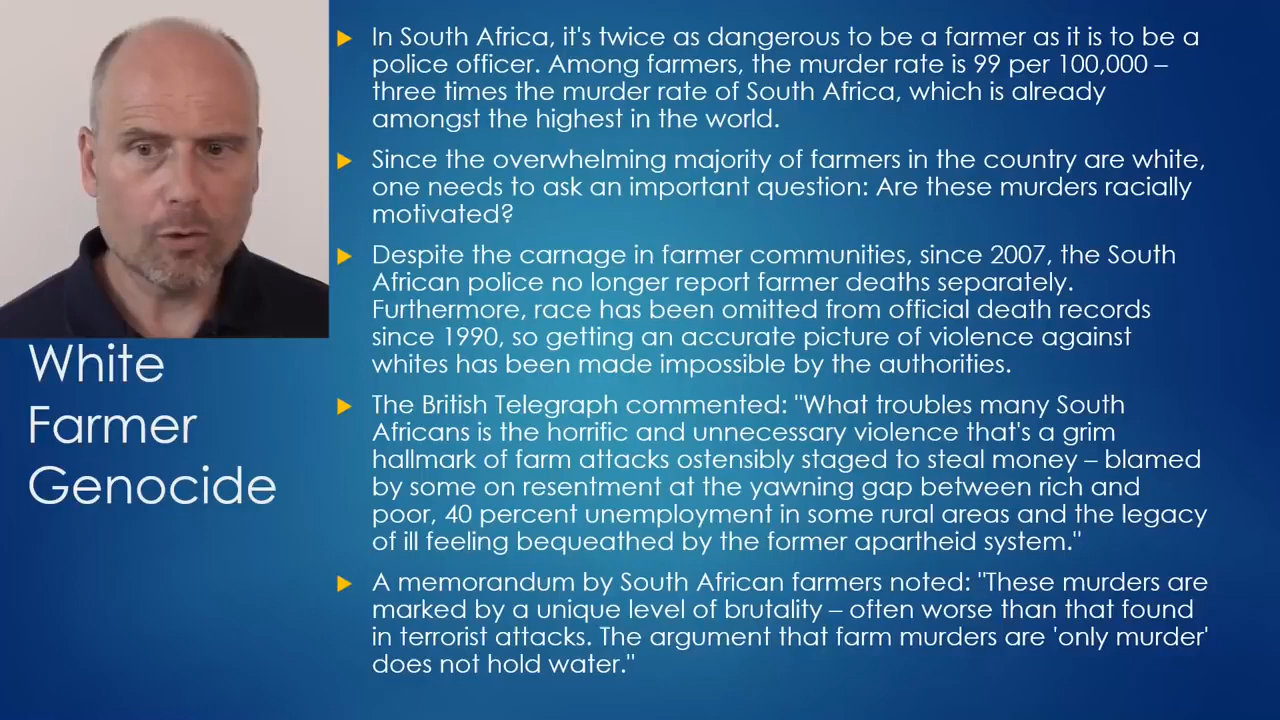 In South Africa, it's twice as dangerous to be a farmer as it is to be a
police officer. Among farmers, the murder rate is 99 per 100,000 –
three times the murder rate of South Africa, which is already
amongst the highest in the world.
Since the overwhelming majority of farmers in the country are white,
one needs to ask an important question: Are these murders racially
motivated?
Despite the carnage in farmer communities, since 2007, the South
African police no longer report farmer deaths separately.
Furthermore, race has been omitted from official death records
since 1990, so getting an accurate picture of violence against
whites has been made impossible by the authorities.
The British Telegraph commented: "What troubles many South
Africans is the horrific and unnecessary violence that's a grim
hallmark of farm attacks ostensibly staged to steal money – blamed
by some on resentment at the yawning gap between rich and
poor, 40 percent unemployment in some rural areas and the legacy
of ill feeling bequeathed by the former apartheid system."
A memorandum by South African farmers noted: "These murders are
marked by a unique level of brutality – often worse than that found
in terrorist attacks. The argument that farm murders are 'only murder'
does not hold water."
White
Farmer
Genocide